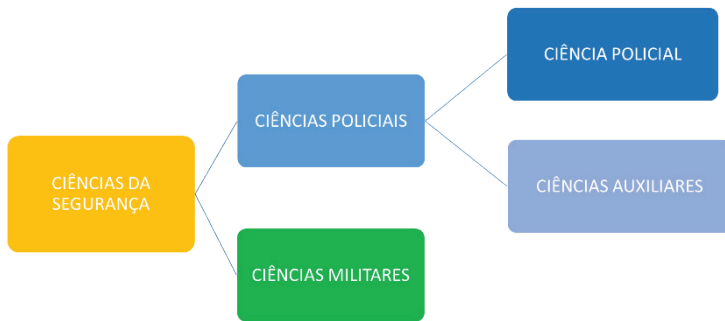 CIÊNCIA POLICIAL
CIÊNCIAS POLICIAIS
CIÊNCIAS DA
SEGURANÇA
CIÊNCIAS AUXILIARES
CIÊNCIAS MILITARES